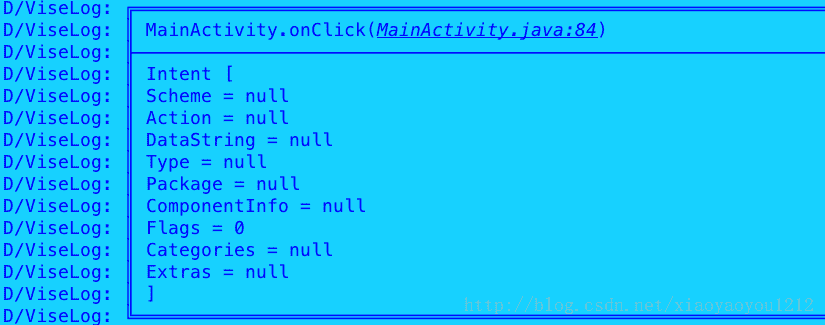 D/ViseLog:
D/ViseLog: MainActivity.onClick(MainActivity.java:84)
D/ViseLog:
D/ViseLog: Intent [
D/ViseLog: Scheme = null
D/ViseLog: Action = null
D/ViseLog: DataString = null
D/ViseLog: Type = null
D/ViseLog: Package = null
D/ViseLog: ComponentInfo = null
D/ViseLog: Flags = 0
D/ViseLog: Categories = null
D/ViseLog: Extras = null
D/ViseLog: ]
http://blog.csdn.net/xiaoyaoyou1212
D/ViseLog: